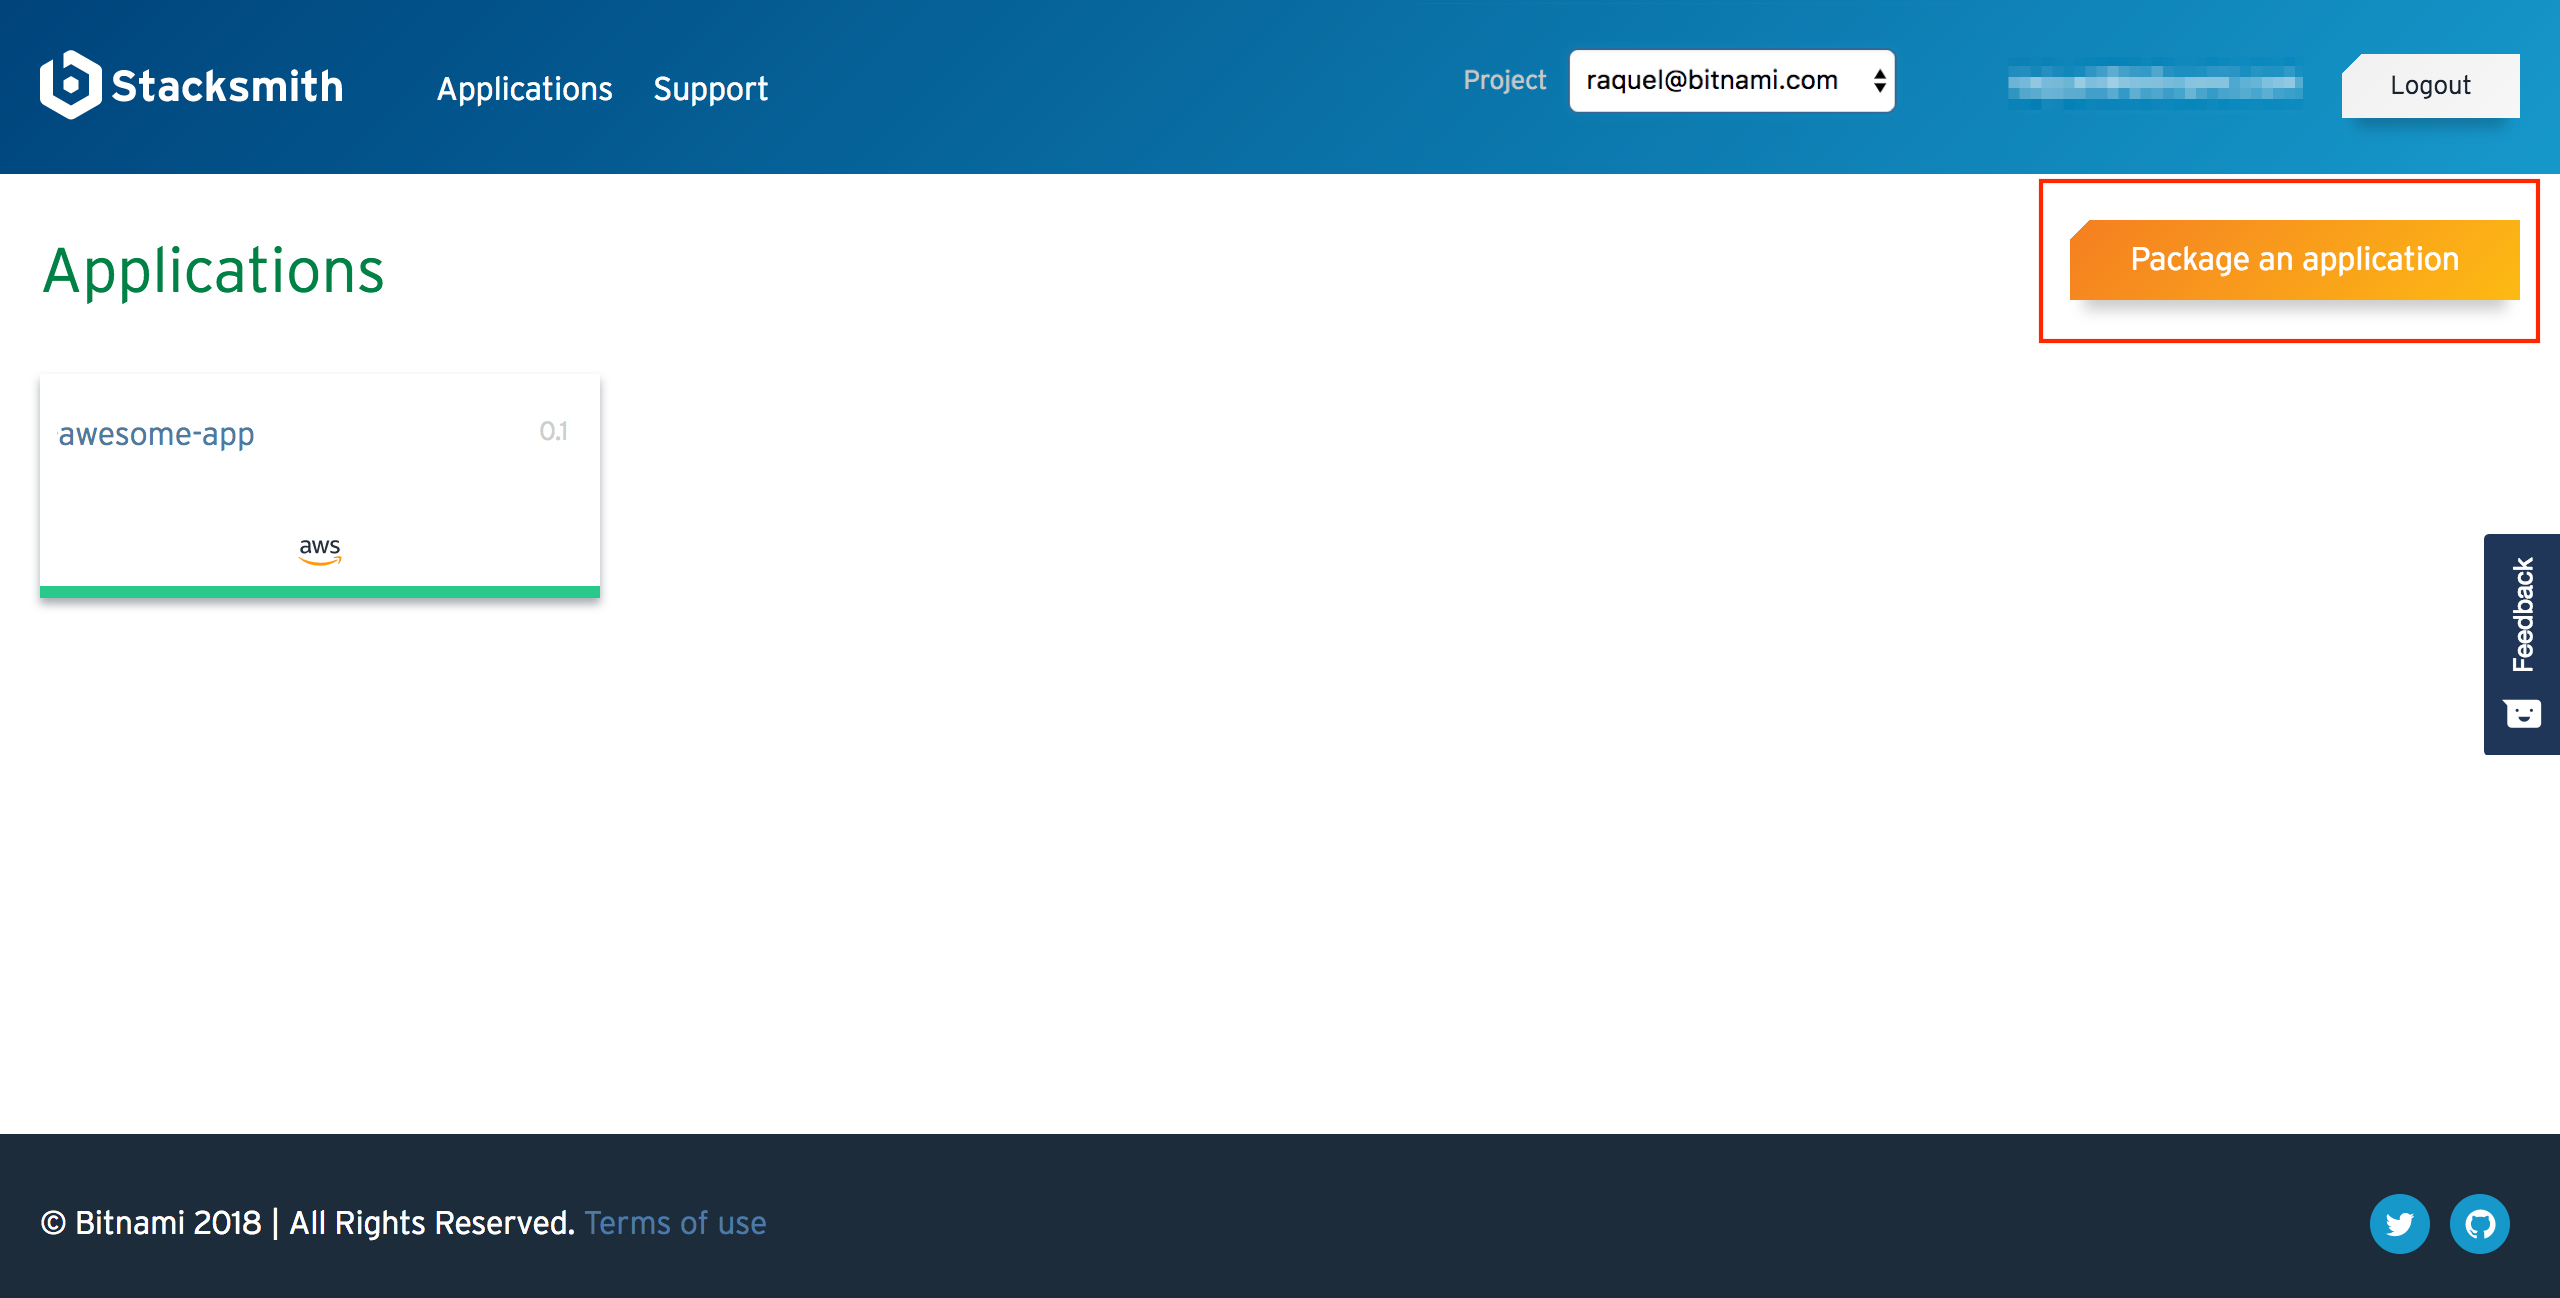 Stacksmith
Applications
Support
Project
raquel@bitnami.com
Logout
Applications
Package an application
awesome-app
0.1
aws
Feedback
© Bitnami 2018 | All Rights Reserved. Terms of use